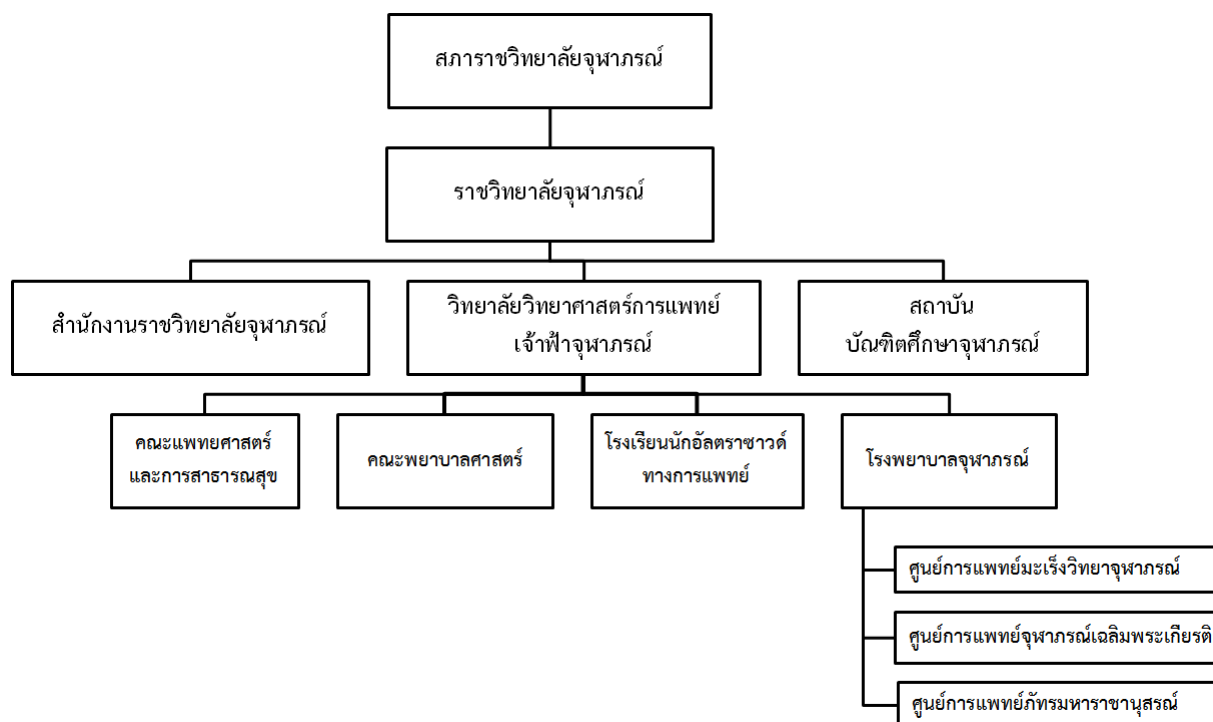 สภาราชวิทยาลัยจุฬาภรณ์
ราชวิทยาลัยจุฬาภรณ์
สำนักงานราชวิทยาลัยจุฬาภรณ์
วิทยาลัยวิทยาศาสตร์การแพทย์
เจ้าฟ้าจุฬาภรณ์
สถาบัน
บัณฑิตศึกษาจุฬาภรณ์
คณะแพทยศาสตร์
และการสาธารณสุข
คณะพยาบาลศาสตร์
โรงเรียนนักอัลตราซาวด์
ทางการแพทย์
โรงพยาบาลจุฬาภรณ์
ศูนย์การแพทย์มะเร็งวิทยาจุฬาภรณ์
ศูนย์การแพทย์จุฬาภรณ์เฉลิมพระเกียรติ
ศูนย์การแพทย์ภัทรมหาราชานุสรณ์